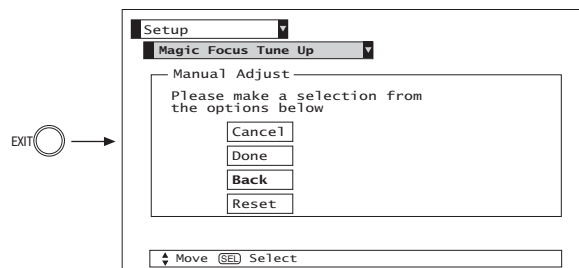 Setup
Magic Focus Tune Up
Manual Adjust
Please make a selection from
the options below
Cancel
Done
Back
Reset
EXIT
Move SEL Select